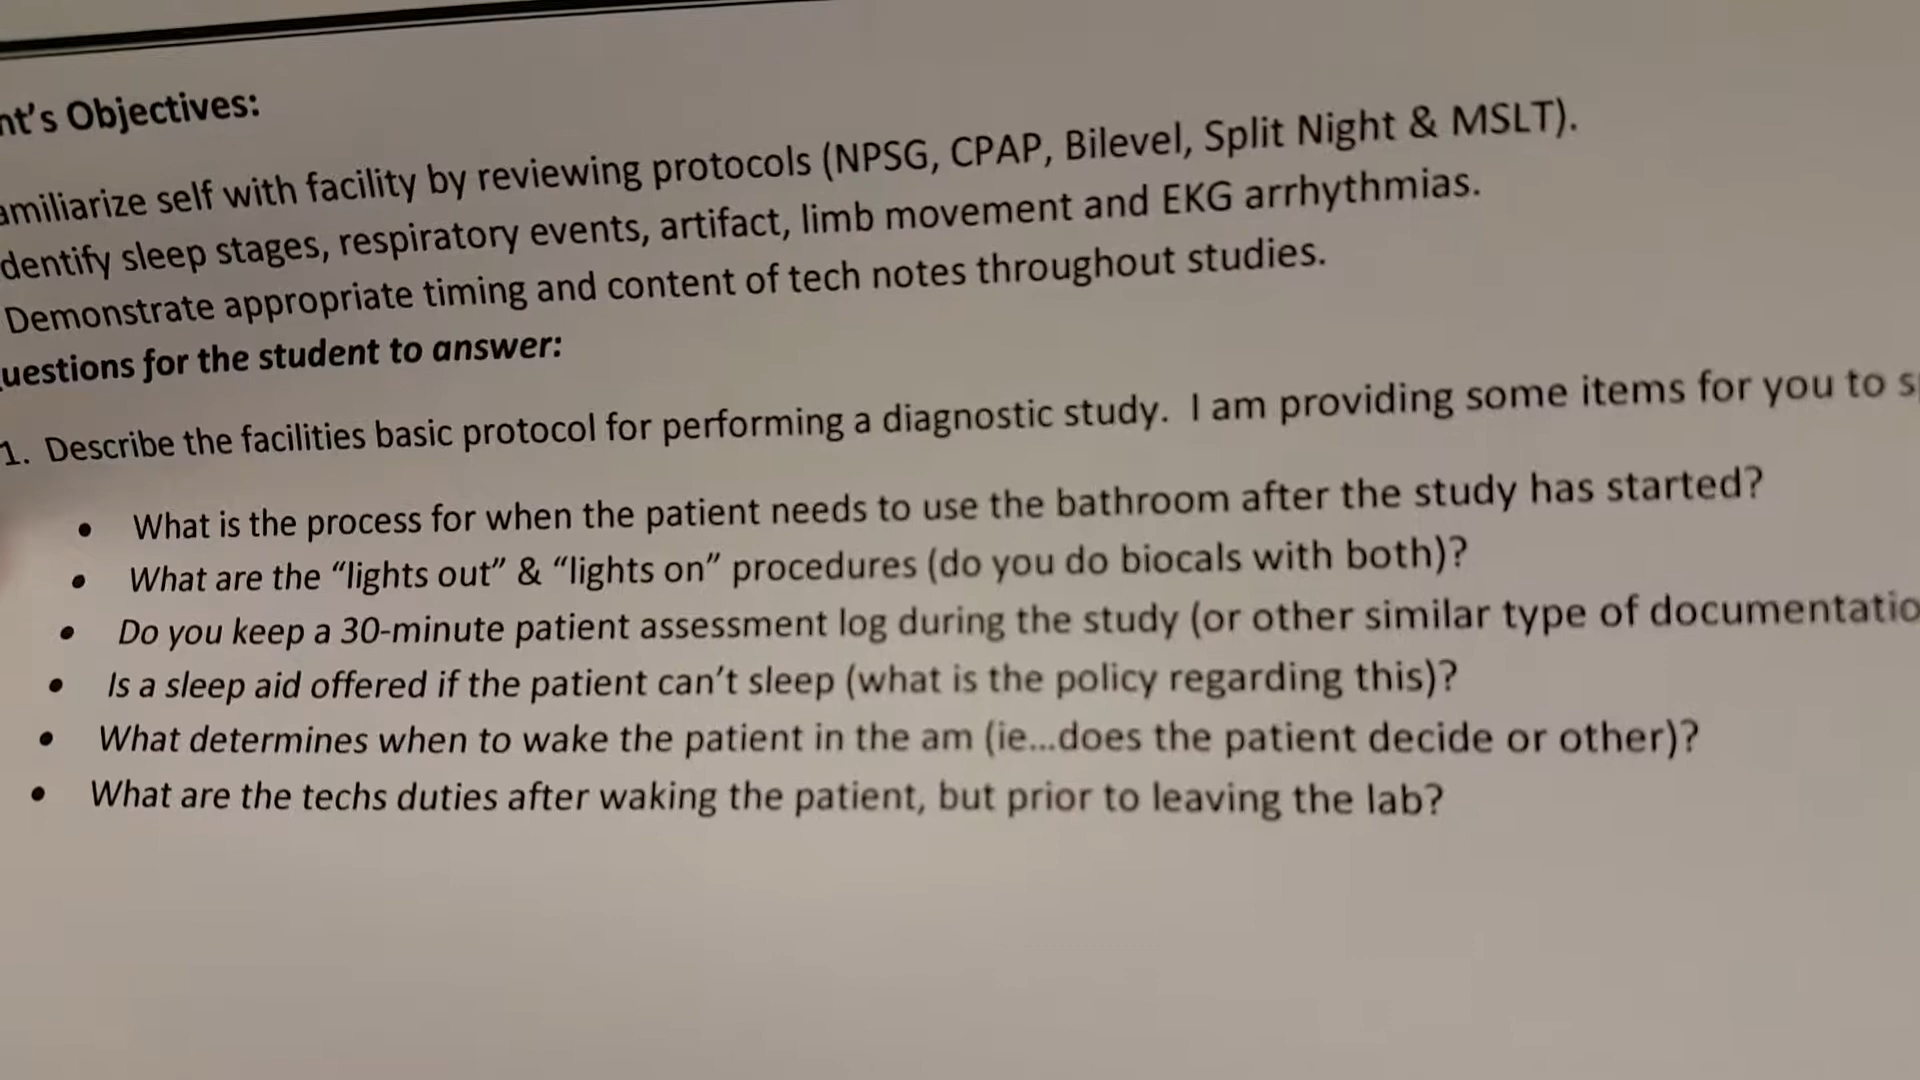 nt's Objectives:
amiliarize self with facility by reviewing protocols (NPSG, CPAP, Bilevel, Split Night & MSLT).
dentify sleep stages, respiratory events, artifact, limb movement and EKG arrhythmias.
Demonstrate appropriate timing and content of tech notes throughout studies.
uestions for the student to answer:
1. Describe the facilities basic protocol for performing a diagnostic study. I am providing some items for you to s
• What is the process for when the patient needs to use the bathroom after the study has started?
• What are the “lights out” & “lights on” procedures (do you do biocals with both)?
• Do you keep a 30-minute patient assessment log during the study (or other similar type of documentatio
• Is a sleep aid offered if the patient can’t sleep (what is the policy regarding this)?
• What determines when to wake the patient in the am (ie...does the patient decide or other)?
• What are the techs duties after waking the patient, but prior to leaving the lab?